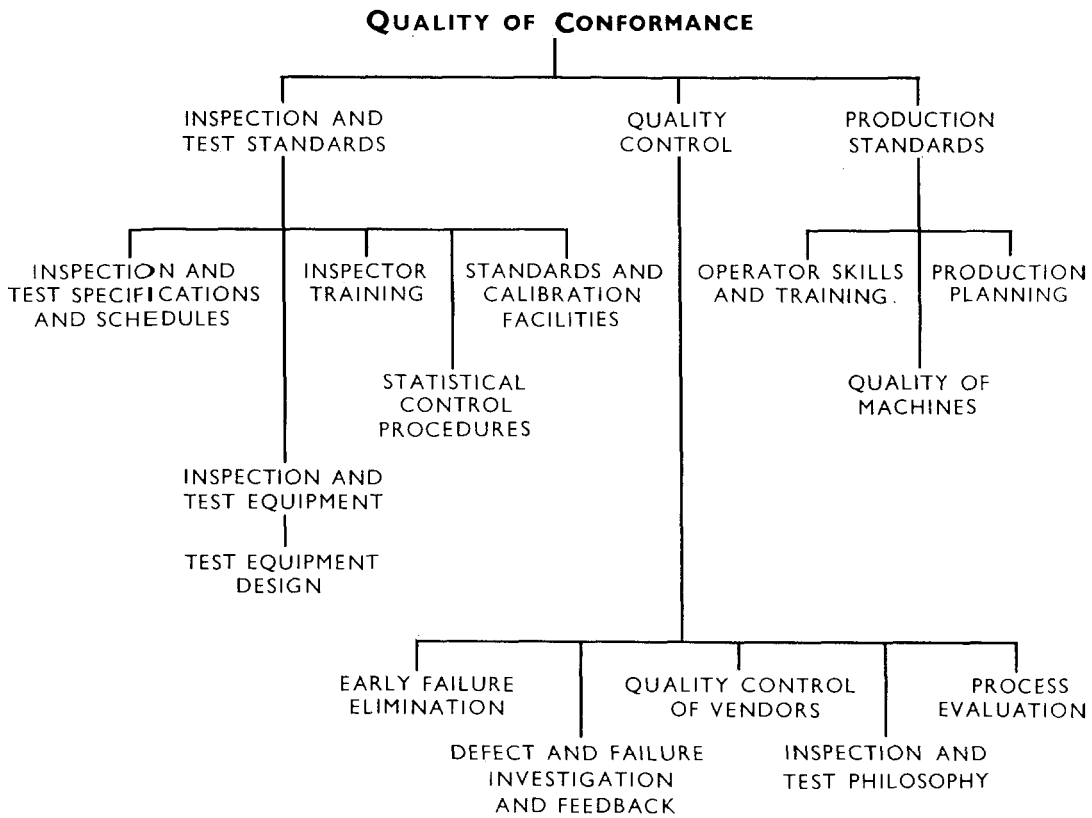 QUALITY OF CONFORMANCE
INSPECTION AND
TEST STANDARDS
QUALITY
CONTROL
PRODUCTION
STANDARDS
INSPECTION AND
TEST SPECIFICATIONS
AND SCHEDULES
INSPECTOR
TRAINING
STANDARDS AND
CALIBRATION
FACILITIES
OPERATOR SKILLS
AND TRAINING.
PRODUCTION
PLANNING
STATISTICAL
CONTROL
PROCEDURES
QUALITY OF
MACHINES
INSPECTION AND
TEST EQUIPMENT
TEST EQUIPMENT
DESIGN
EARLY FAILURE
ELIMINATION
QUALITY CONTROL
OF VENDORS
PROCESS
EVALUATION
DEFECT AND FAILURE
INVESTIGATION
AND FEEDBACK
INSPECTION AND
TEST PHILOSOPHY